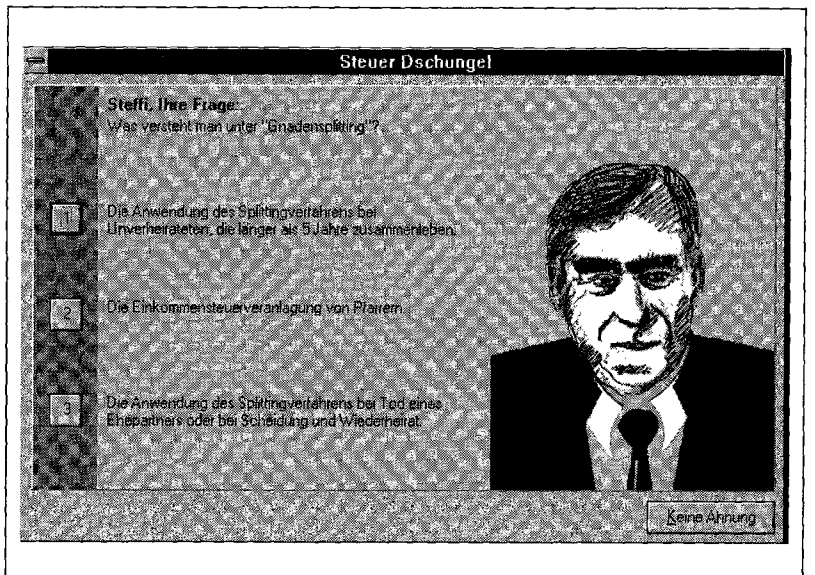 Steuer Dschungel
Steffi, Ihre Frage:
Was versteht man unter "Gnadensplitting"?
1
Die Anwendung des Splittingverfahrens bei
Unverheirateten, die länger als 5 Jahre zusammenleben.
2
Die Einkommensteuerveranlagung von Pfarrern.
3
Die Anwendung des Splittingverfahrens bei Tod eines
Ehepartners oder bei Scheidung und Wiederheirat.
Keine Ahnung